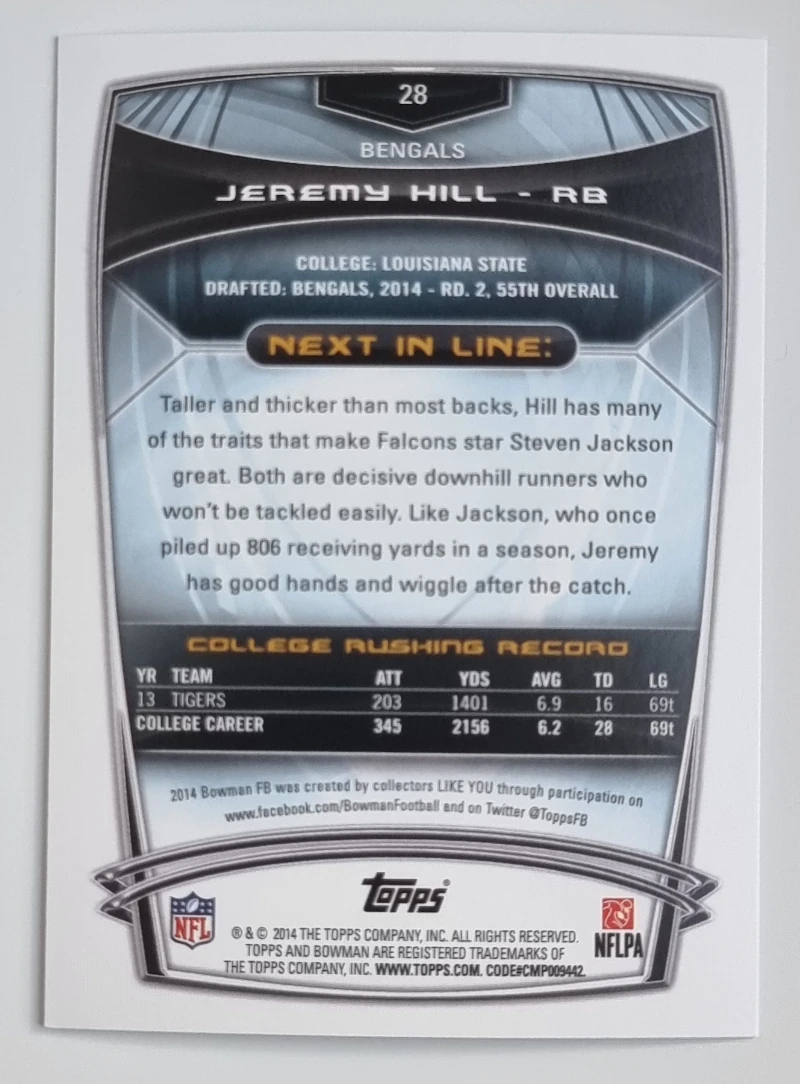 28
BENGALS
JEREMY HILL - RB
COLLEGE: LOUISIANA STATE
DRAFTED: BENGALS, 2014 - RD. 2, 55TH OVERALL
NEXT IN LINE:
Taller and thicker than most backs, Hill has many
of the traits that make Falcons star Steven Jackson
great. Both are decisive downhill runners who
won't be tackled easily. Like Jackson, who once
piled up 806 receiving yards in a season, Jeremy
has good hands and wiggle after the catch.
COLLEGE RUSHING RECORD
YR TEAM ATT YDS AVG TD LG
13 TIGERS 203 1401 6.9 16 69t
COLLEGE CAREER 345 2156 6.2 28 69t
2014 Bowman FB was created by collectors LIKE YOU through participation on
www.facebook.com/BowmanFootball and on Twitter @ToppsFB
Topps®
NFL
NFLPA
® & © 2014 THE TOPPS COMPANY, INC. ALL RIGHTS RESERVED.
TOPPS AND BOWMAN ARE REGISTERED TRADEMARKS OF
THE TOPPS COMPANY, INC. WWW.TOPPS.COM. CODE#CMP009442.